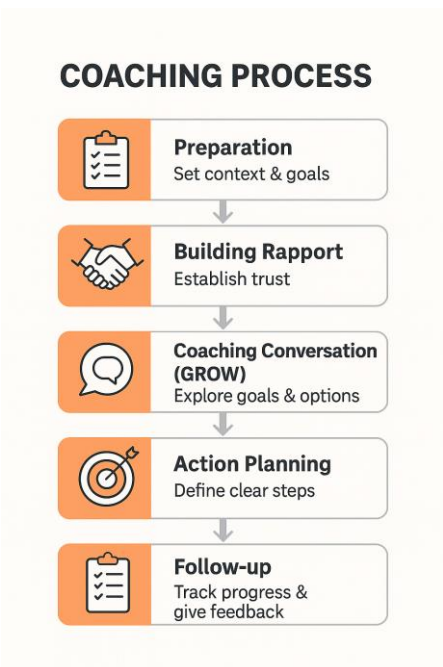 COACHING PROCESS
Preparation
Set context & goals
Building Rapport
Establish trust
Coaching Conversation
(GROW)
Explore goals & options
Action Planning
Define clear steps
Follow-up
Track progress &
give feedback